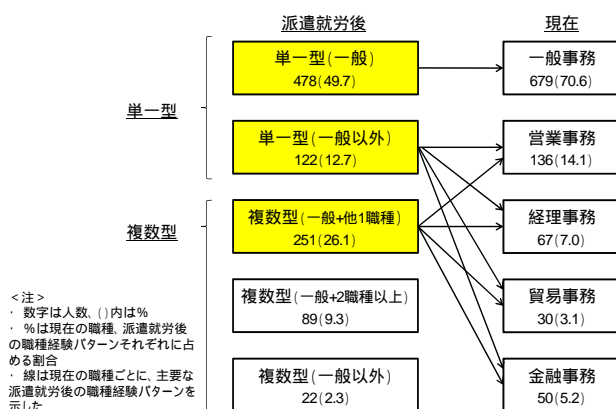 派遣就労後
現在
単一型(一般)
478(49.7)
一般事務
679(70.6)
単一型
単一型(一般以外)
122(12.7)
営業事務
136(14.1)
複数型
複数型(一般+他1職種)
251(26.1)
経理事務
67(7.0)
複数型(一般+2職種以上)
89(9.3)
貿易事務
30(3.1)
複数型(一般以外)
22(2.3)
金融事務
50(5.2)
<注>
・ 数字は人数、()内は%
・ %は現在の職種、派遣就労後
の職種経験パターンそれぞれに占
める割合
・ 線は現在の職種ごとに、主要な
派遣就労後の職種経験パターンを
示した